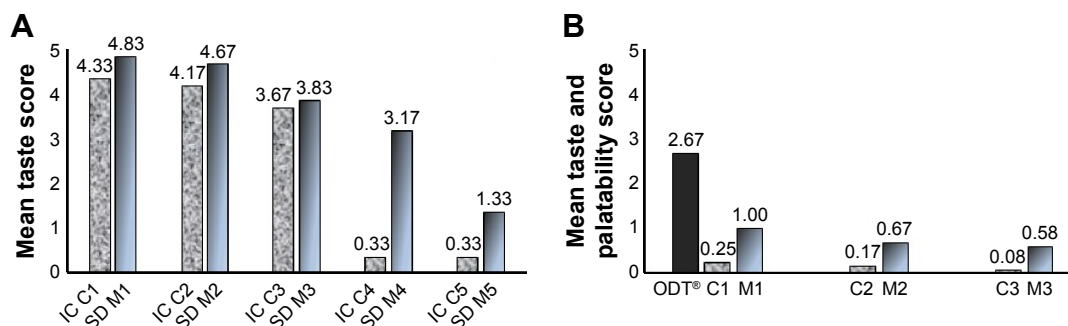 A
Mean taste score
5
4
3
2
1
0
4.33
4.83
4.17
4.67
3.67
3.83
0.33
3.17
0.33
1.33
IC C1
SD M1
IC C2
SD M2
IC C3
SD M3
IC C4
SD M4
IC C5
SD M5
B
Mean taste and
palatability score
5
4
3
2
1
0
2.67
0.25
1.00
0.17
0.67
0.08
0.58
ODT® C1 M1
C2 M2
C3 M3